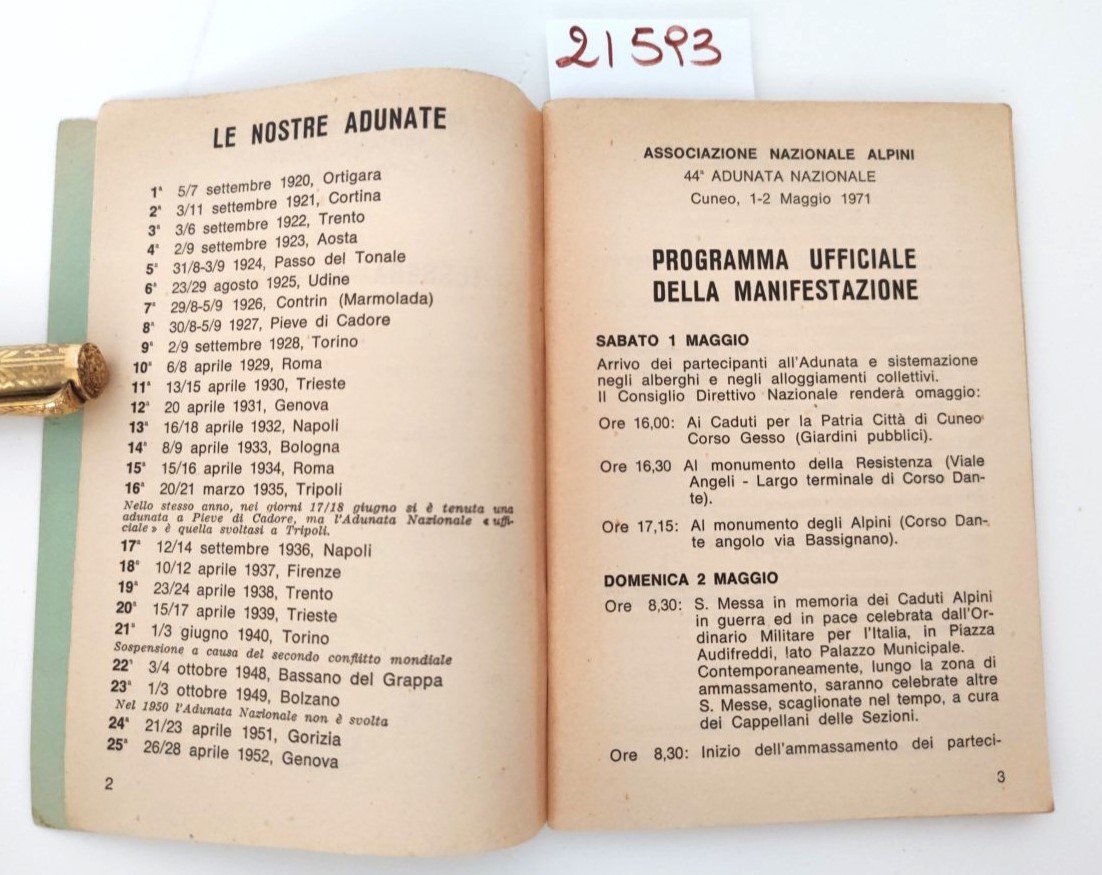 21593
LE NOSTRE ADUNATE
1ª 5/7 settembre 1920, Ortigara
2ª 3/11 settembre 1921, Cortina
3ª 3/6 settembre 1922, Trento
4ª 2/9 settembre 1923, Aosta
5ª 31/8-3/9 1924, Passo del Tonale
6ª 23/29 agosto 1925, Udine
7ª 29/8-5/9 1926, Contrin (Marmolada)
8ª 30/8-5/9 1927, Pieve di Cadore
9ª 2/9 settembre 1928, Torino
10ª 6/8 aprile 1929, Roma
11ª 13/15 aprile 1930, Trieste
12ª 20 aprile 1931, Genova
13ª 16/18 aprile 1932, Napoli
14ª 8/9 aprile 1933, Bologna
15ª 15/16 aprile 1934, Roma
16ª 20/21 marzo 1935, Tripoli
Nello stesso anno, nei giorni 17/18 giugno si è tenuta una
adunata a Pieve di Cadore, ma l'Adunata Nazionale « uffi-
ciale » è quella svoltasi a Tripoli.
17ª 12/14 settembre 1936, Napoli
18ª 10/12 aprile 1937, Firenze
19ª 23/24 aprile 1938, Trento
20ª 15/17 aprile 1939, Trieste
21ª 1/3 giugno 1940, Torino
Sospensione a causa del secondo conflitto mondiale
22ª 3/4 ottobre 1948, Bassano del Grappa
23ª 1/3 ottobre 1949, Bolzano
Nel 1950 l'Adunata Nazionale non è svolta
24ª 21/23 aprile 1951, Gorizia
25ª 26/28 aprile 1952, Genova
2
ASSOCIAZIONE NAZIONALE ALPINI
44ª ADUNATA NAZIONALE
Cuneo, 1-2 Maggio 1971
PROGRAMMA UFFICIALE
DELLA MANIFESTAZIONE
SABATO 1 MAGGIO
Arrivo dei partecipanti all'Adunata e sistemazione
negli alberghi e negli alloggiamenti collettivi.
Il Consiglio Direttivo Nazionale renderà omaggio:
Ore 16,00: Ai Caduti per la Patria Città di Cuneo
Corso Gesso (Giardini pubblici).
Ore 16,30 Al monumento della Resistenza (Viale
Angeli - Largo terminale di Corso Dan-
te).
Ore 17,15: Al monumento degli Alpini (Corso Dan-
te angolo via Bassignano).
DOMENICA 2 MAGGIO
Ore 8,30: S. Messa in memoria dei Caduti Alpini
in guerra ed in pace celebrata dall'Or-
dinario Militare per l'Italia, in Piazza
Audifreddi, lato Palazzo Municipale.
Contemporaneamente, lungo la zona di
ammassamento, saranno celebrate altre
S. Messe, scaglionate nel tempo, a cura
dei Cappellani delle Sezioni.
Ore 8,30: Inizio dell'ammassamento dei parteci-
3